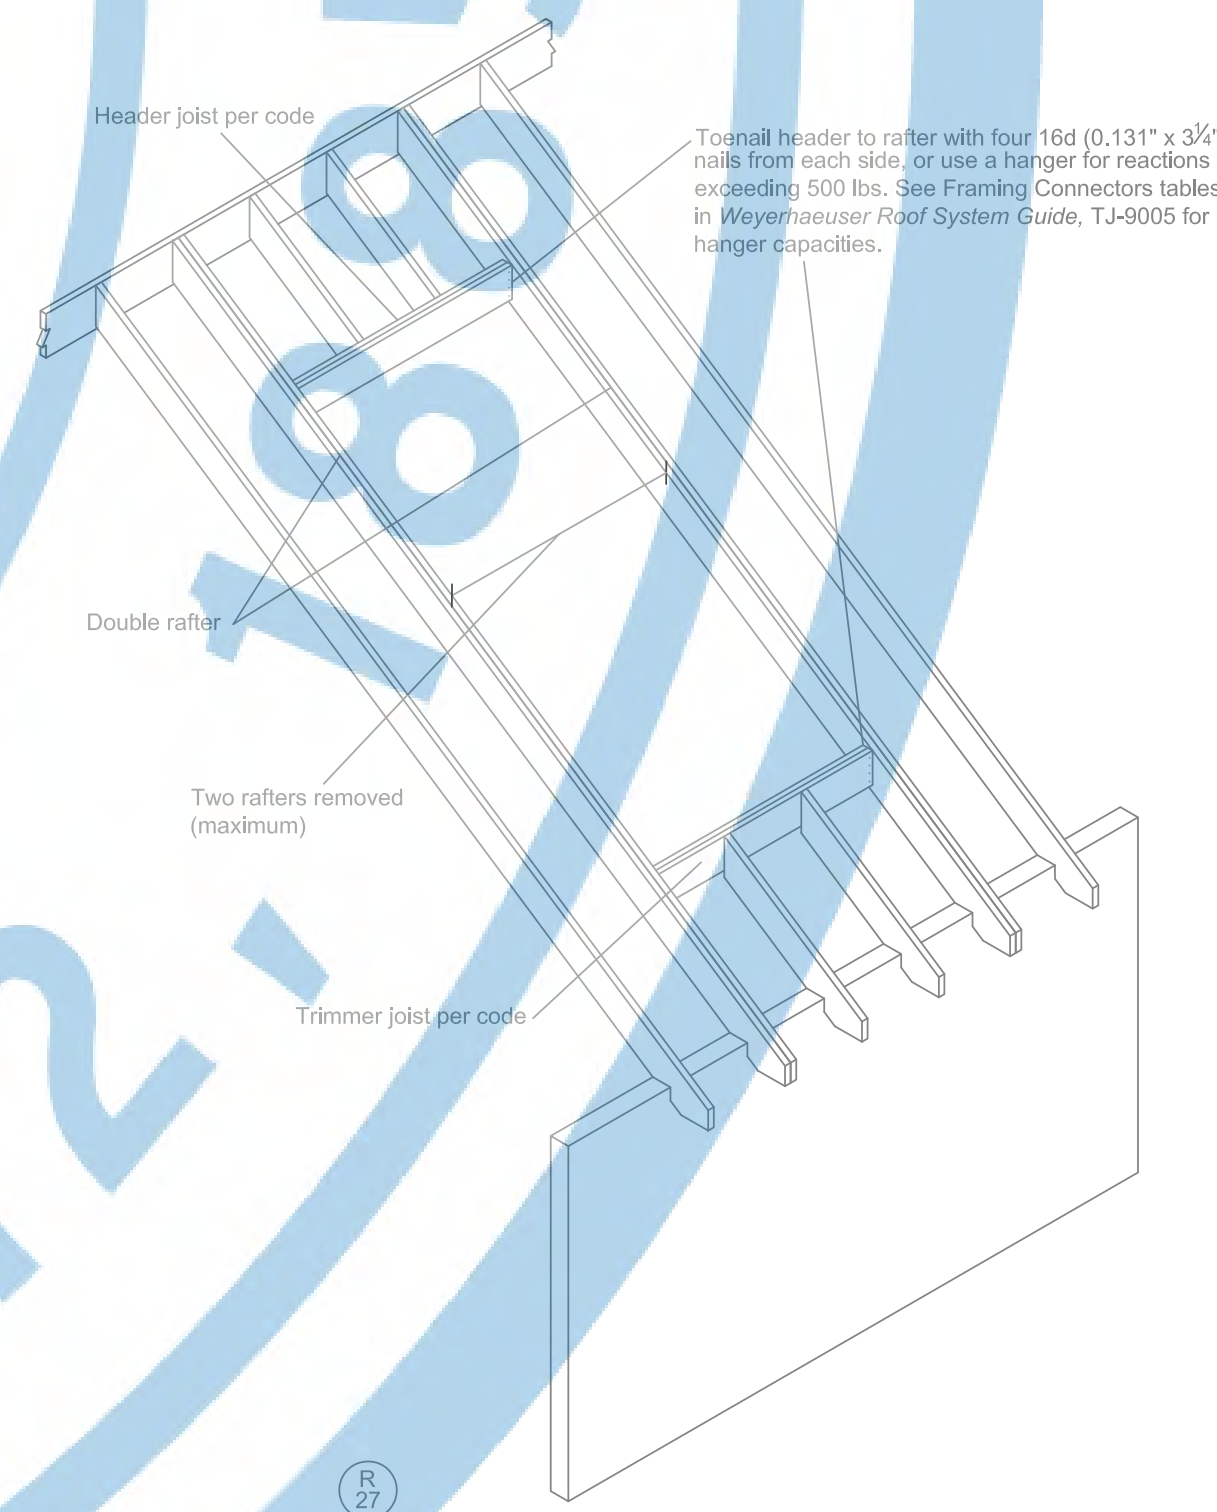 Header joist per code
Toenail header to rafter with four 16d (0.131" x 3¼"
nails from each side, or use a hanger for reactions
exceeding 500 lbs. See Framing Connectors tables
in Weyerhaeuser Roof System Guide, TJ-9005 for
hanger capacities.
Double rafter
Two rafters removed
(maximum)
Trimmer joist per code
R
27